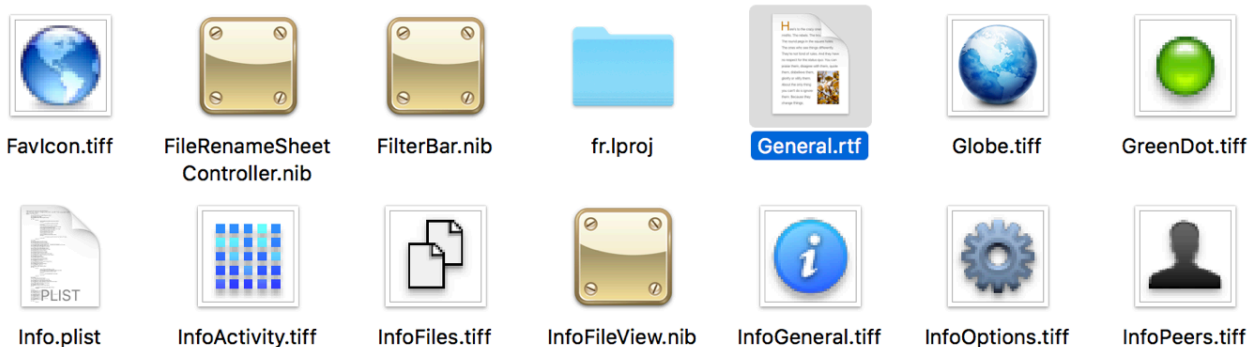 FavIcon.tiff
FileRenameSheet
Controller.nib
FilterBar.nib
fr.lproj
General.rtf
Globe.tiff
GreenDot.tiff
PLIST
Info.plist
InfoActivity.tiff
InfoFiles.tiff
InfoFileView.nib
InfoGeneral.tiff
InfoOptions.tiff
InfoPeers.tiff